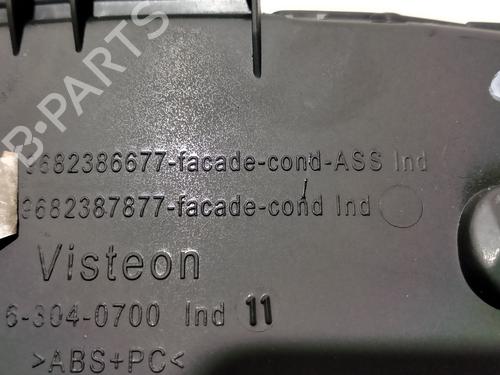 9682386677-facade-cond-ASS Ind
9682387877-facade-cond Ind
Visteon
6-304-0700 Ind 11
>ABS+PC<
B-PARTS